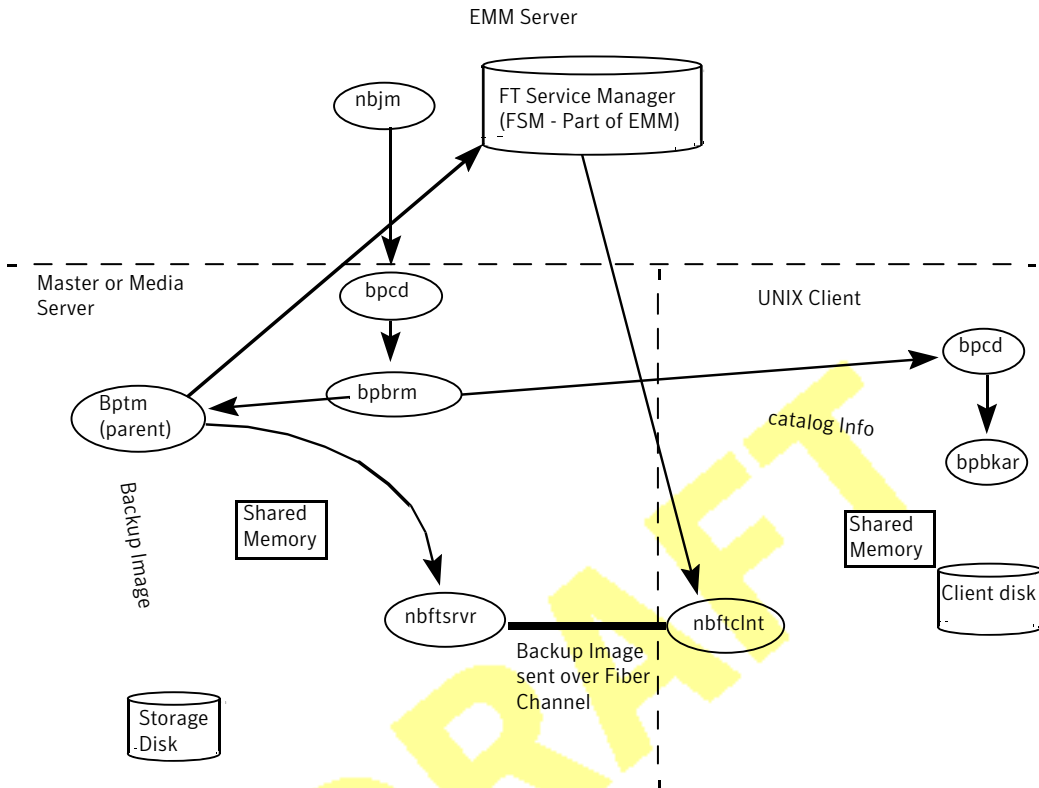 EMM Server
nbjm
FT Service Manager
(FSM - Part of EMM)
Master or Media
Server
bpcd
UNIX Client
bpcd
bpbrm
Bptm
(parent)
catalog Info
bpbkar
Backup Image
Shared
Memory
Shared
Memory
Client disk
nbftsrvr
nbftclnt
Backup Image
sent over Fiber
Channel
Storage
Disk
DRAFT